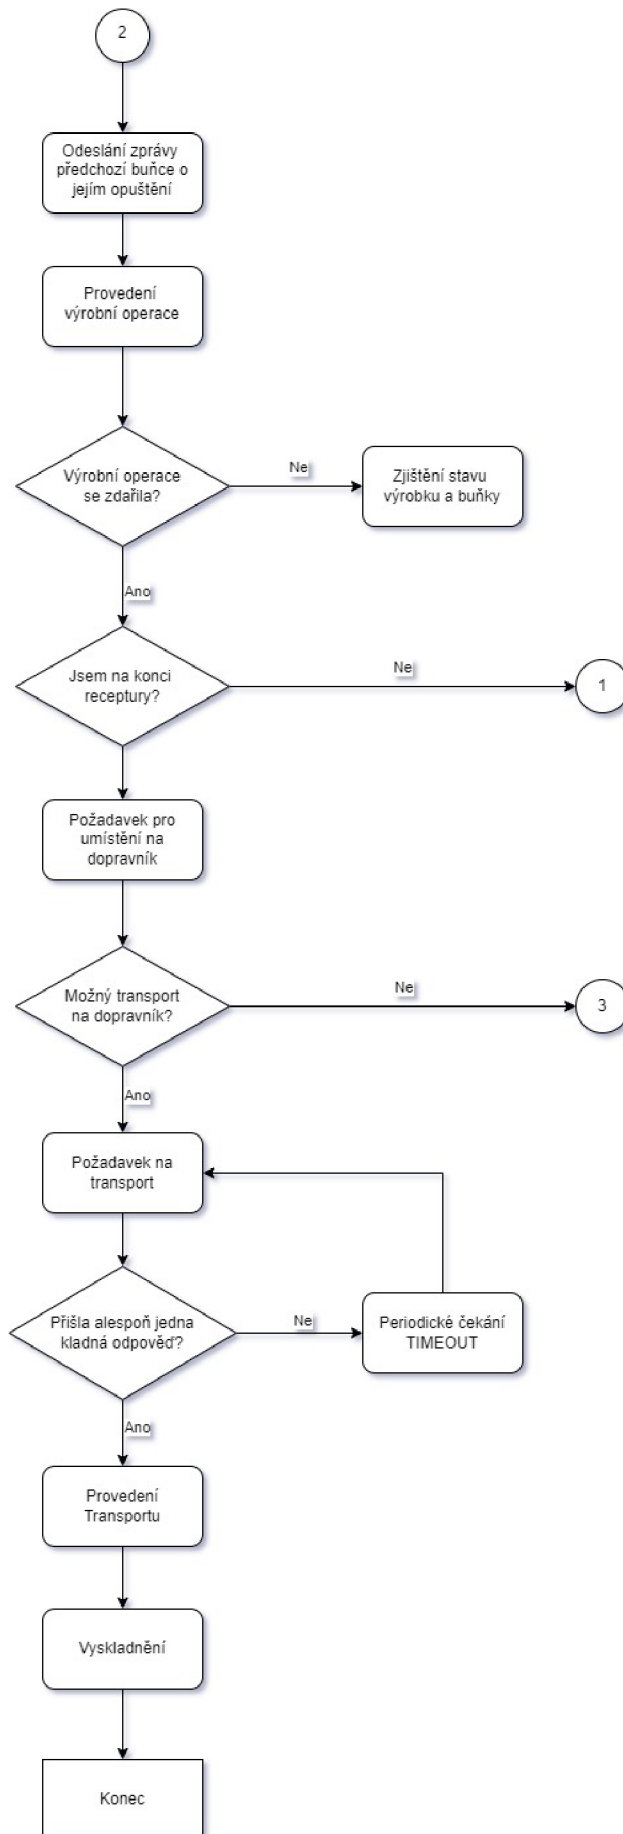 2
Odeslání zprávy
předchozí buňce o
jejím opuštění
Provedení
výrobní operace
Výrobní operace
se zdařila?
Ne
Zjištění stavu
výrobku a buňky
Ano
Jsem na konci
receptury?
Ne
1
Požadavek pro
umístění na
dopravník
Možný transport
na dopravník?
Ne
3
Ano
Požadavek na
transport
Přišla alespoň jedna
kladná odpověď?
Ne
Periodické čekání
TIMEOUT
Ano
Provedení
Transportu
Vyskladnění
Konec